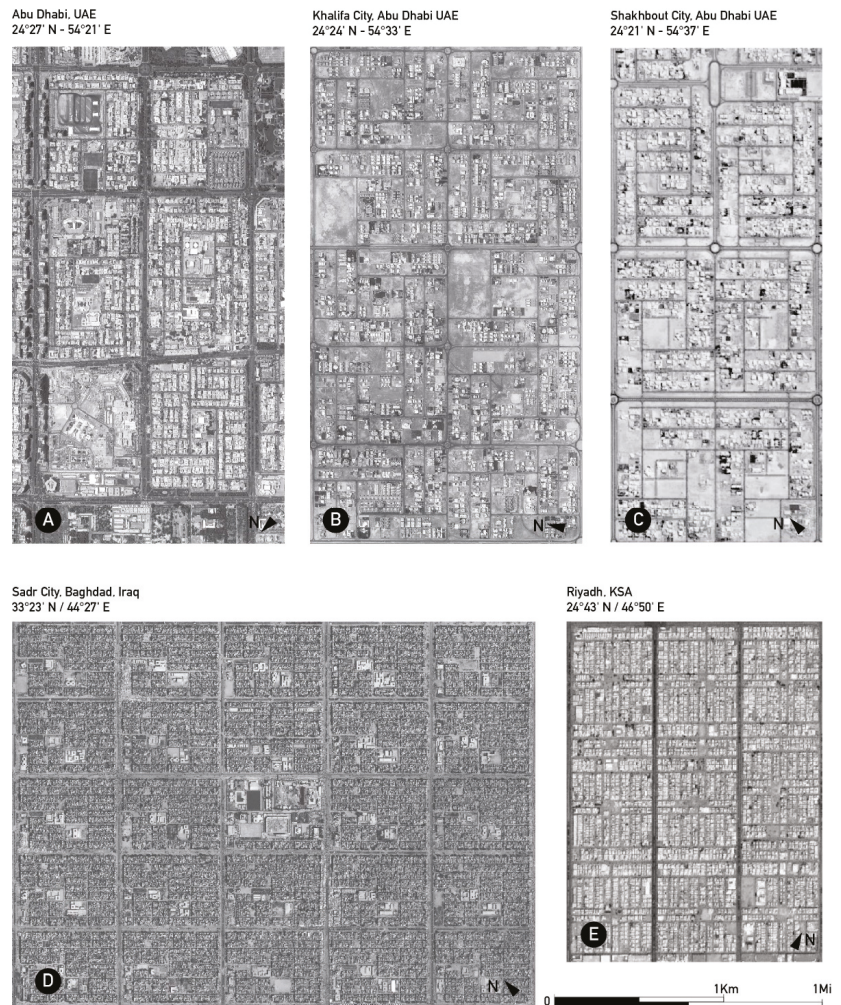 Abu Dhabi, UAE
24°27' N - 54°21' E
Khalifa City, Abu Dhabi UAE
24°24' N - 54°33' E
Shakhbout City, Abu Dhabi UAE
24°21' N - 54°37' E
A
N
B
N
C
N
Sadr City, Baghdad, Iraq
33°23' N / 44°27' E
Riyadh, KSA
24°43' N / 46°50' E
D
N
E
N
0
1Km
1Mi